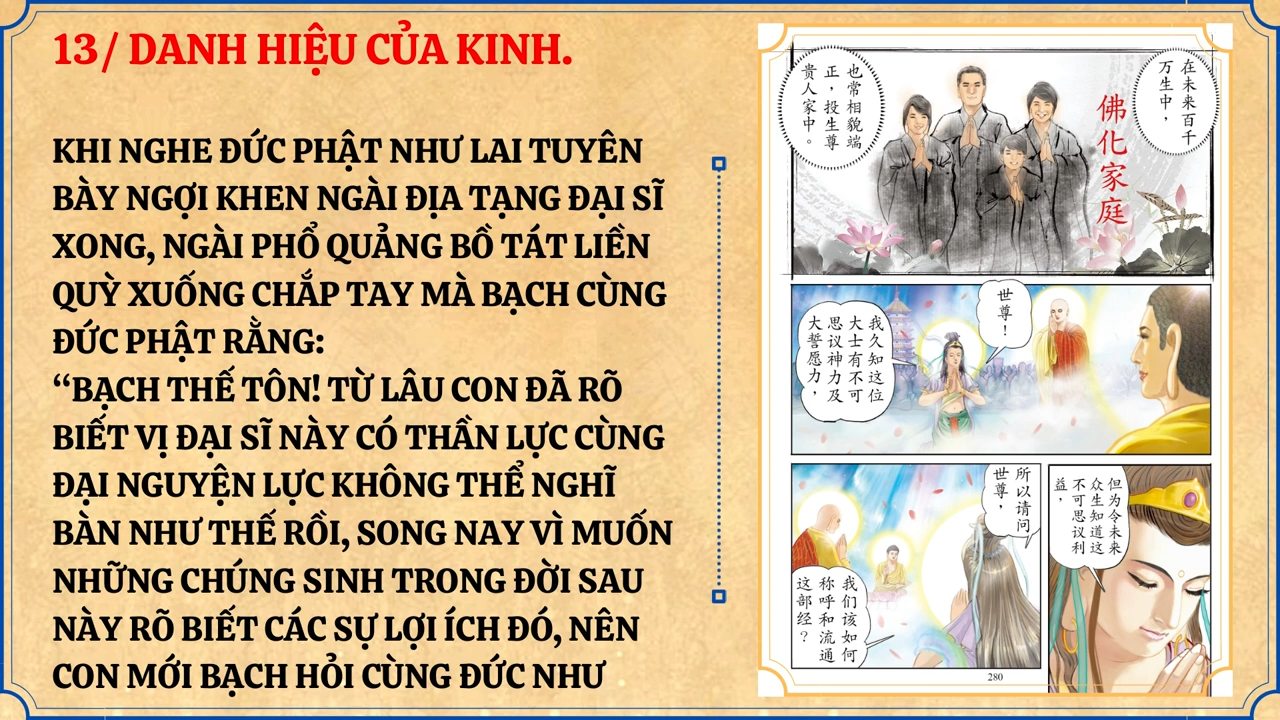 13/ DANH HIỆU CỦA KINH.
KHI NGHE ĐỨC PHẬT NHƯ LAI TUYÊN
BÀY NGỢI KHEN NGÀI ĐỊA TẠNG ĐẠI SĨ
XONG, NGÀI PHỔ QUẢNG BỒ TÁT LIỀN
QUỲ XUỐNG CHẮP TAY MÀ BẠCH CÙNG
ĐỨC PHẬT RẰNG:
“BẠCH THẾ TÔN! TỪ LÂU CON ĐÃ RÕ
BIẾT VỊ ĐẠI SĨ NÀY CÓ THẦN LỰC CÙNG
ĐẠI NGUYỆN LỰC KHÔNG THỂ NGHĨ
BÀN NHƯ THẾ RỒI, SONG NAY VÌ MUỐN
NHỮNG CHÚNG SINH TRONG ĐỜI SAU
NÀY RÕ BIẾT CÁC SỰ LỢI ÍCH ĐÓ, NÊN
CON MỚI BẠCH HỎI CÙNG ĐỨC NHƯ
在未来百千
万生中，
佛化家庭
也常相貌端
正，投生尊
贵人家中。
世尊！
我久知这位
大士有不可
思议神力及
大誓愿力，
所以请问
世尊，
我们该如何
称呼和流通
这部经？
但为令未来
众生知道这
不可思议利
益，
280